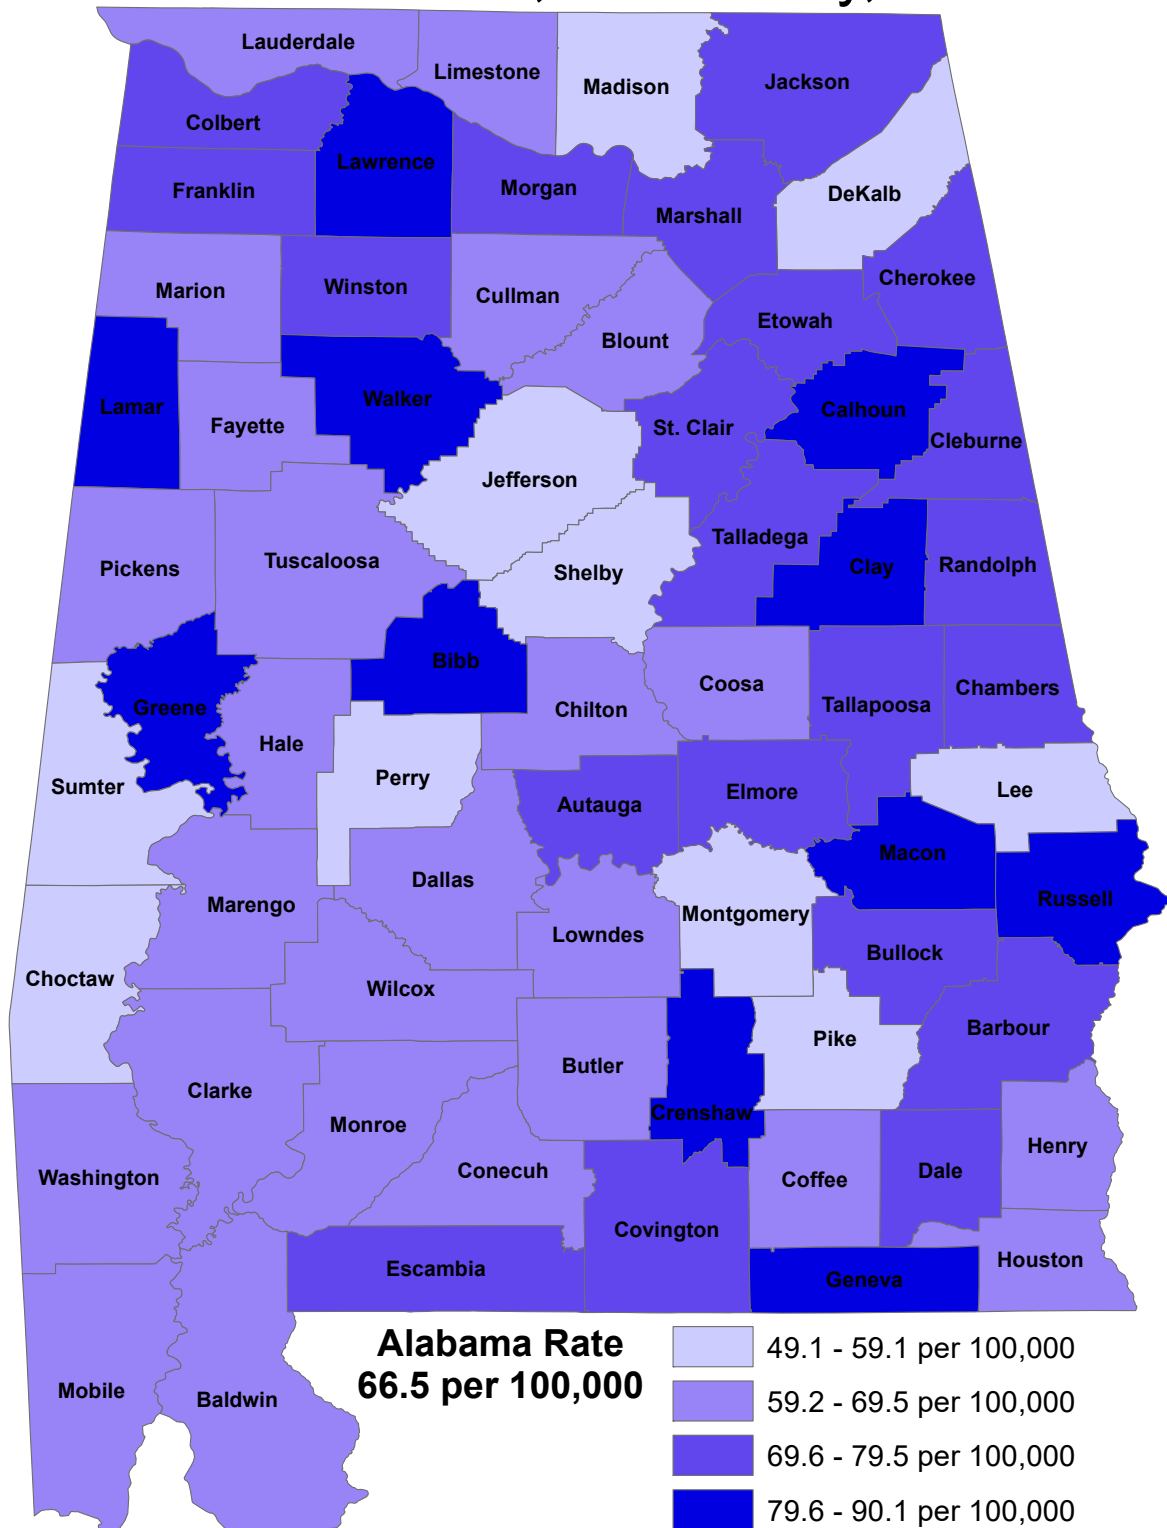 Lauderdale
Limestone
Madison
Jackson
Colbert
Lawrence
Franklin
Morgan
DeKalb
Marshall
Marion
Winston
Cullman
Cherokee
Etowah
Blount
Lamar
Walker
Calhoun
Fayette
St. Clair
Cleburne
Jefferson
Talladega
Tuscaloosa
Pickens
Shelby
Clay
Randolph
Bibb
Coosa
Chambers
Greene
Chilton
Tallapoosa
Hale
Sumter
Perry
Autauga
Elmore
Lee
Macon
Dallas
Russell
Marengo
Montgomery
Lowndes
Bullock
Choctaw
Wilcox
Barbour
Pike
Butler
Clarke
Crenshaw
Monroe
Henry
Washington
Conecuh
Coffee
Dale
Covington
Escambia
Houston
Geneva
Mobile
Baldwin
Alabama Rate
66.5 per 100,000
49.1 - 59.1 per 100,000
59.2 - 69.5 per 100,000
69.6 - 79.5 per 100,000
79.6 - 90.1 per 100,000